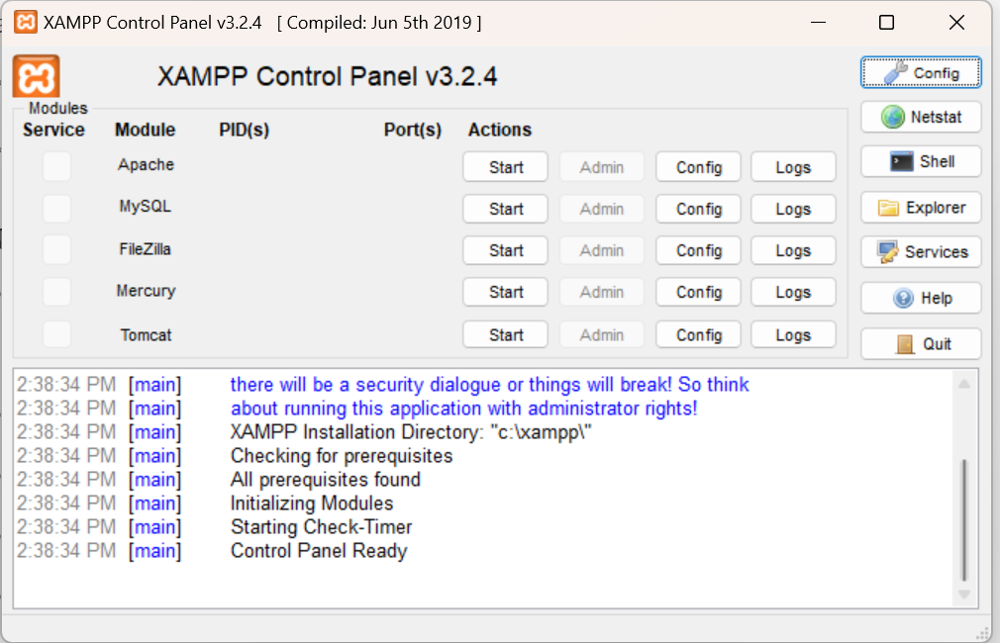 XAMPP Control Panel v3.2.4 [ Compiled: Jun 5th 2019 ]
XAMPP Control Panel v3.2.4
Config
Modules
Service Module PID(s) Port(s) Actions
Netstat
Apache Start Admin Config Logs
Shell
MySQL Start Admin Config Logs
Explorer
FileZilla Start Admin Config Logs
Services
Mercury Start Admin Config Logs
Help
Tomcat Start Admin Config Logs
Quit
2:38:34 PM [main] there will be a security dialogue or things will break! So think
2:38:34 PM [main] about running this application with administrator rights!
2:38:34 PM [main] XAMPP Installation Directory: "c:\xampp\"
2:38:34 PM [main] Checking for prerequisites
2:38:34 PM [main] All prerequisites found
2:38:34 PM [main] Initializing Modules
2:38:34 PM [main] Starting Check-Timer
2:38:34 PM [main] Control Panel Ready